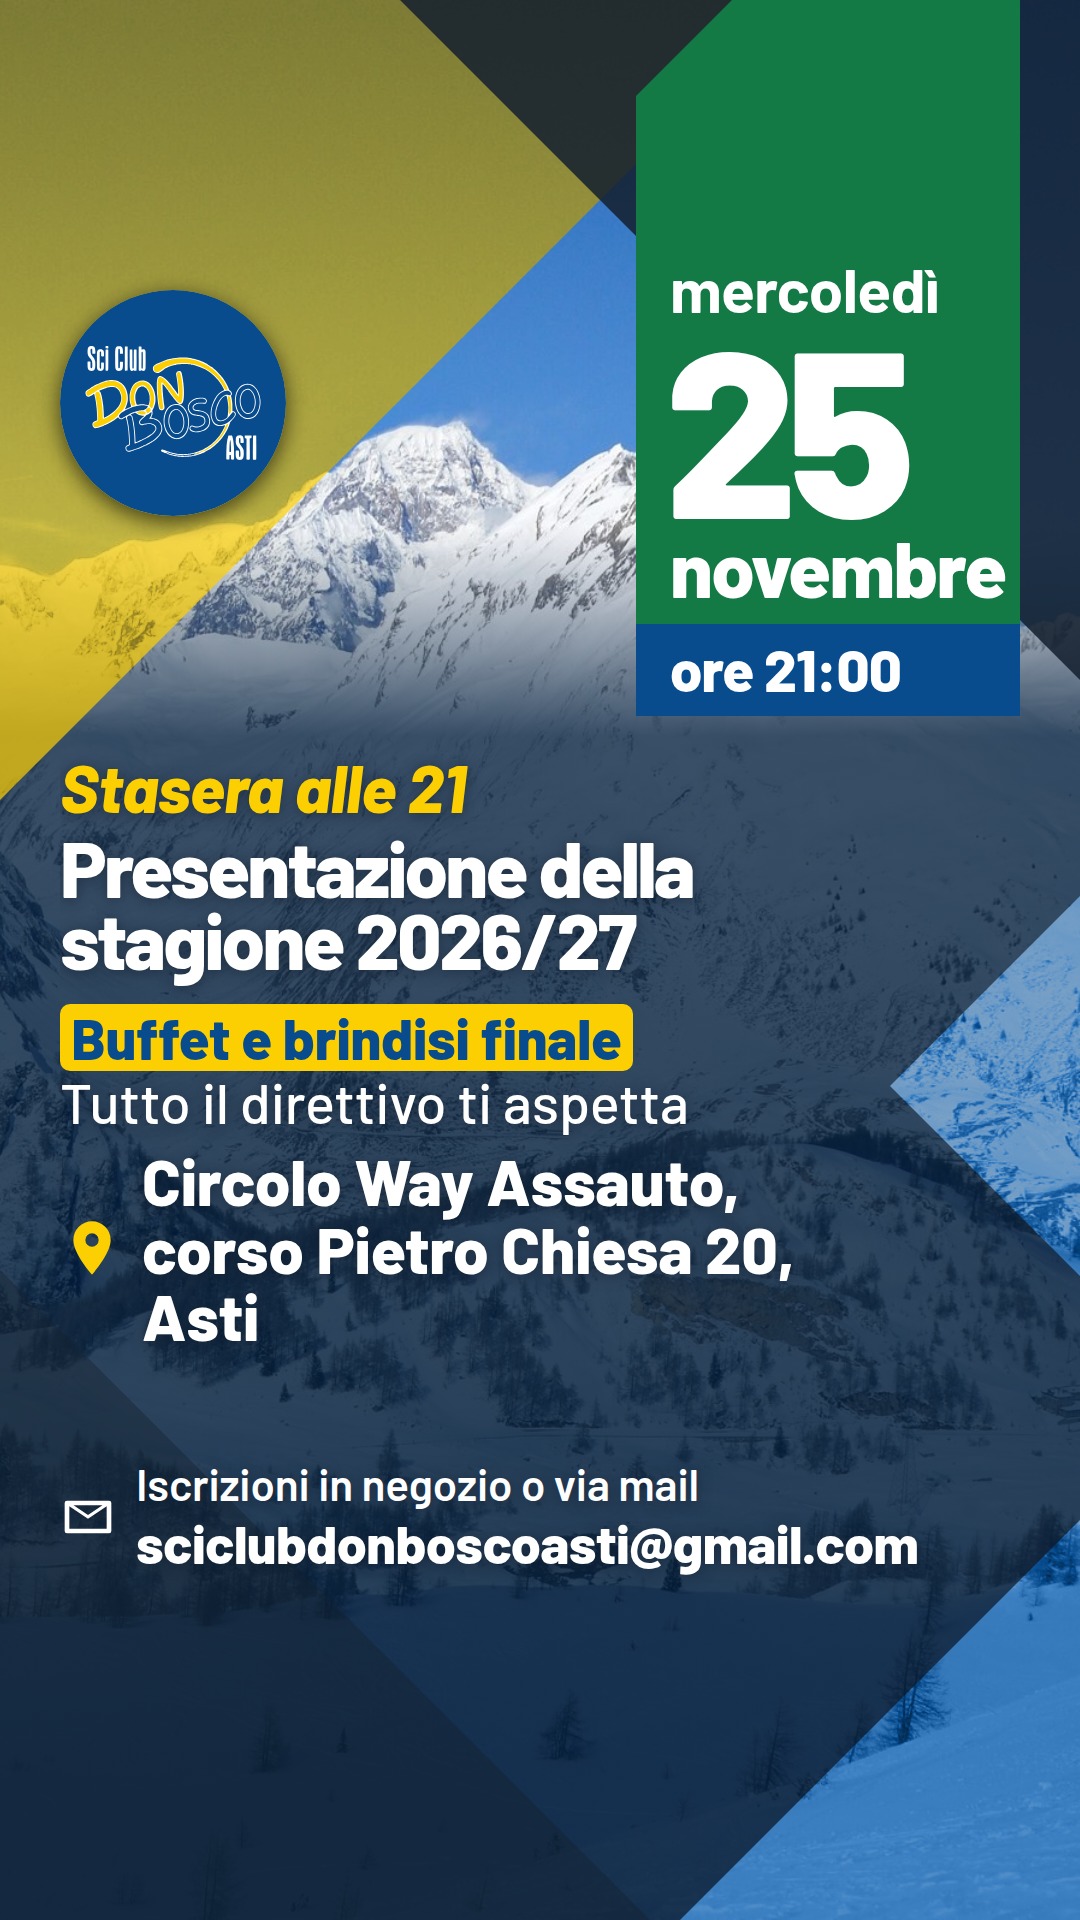 Sci Club
DON
BOSCO
ASTI
mercoledì
25
novembre
ore 21:00
Stasera alle 21
Presentazione della
stagione 2026/27
Buffet e brindisi finale
Tutto il direttivo ti aspetta
Circolo Way Assauto,
corso Pietro Chiesa 20,
Asti
Iscrizioni in negozio o via mail
sciclubdonboscoasti@gmail.com